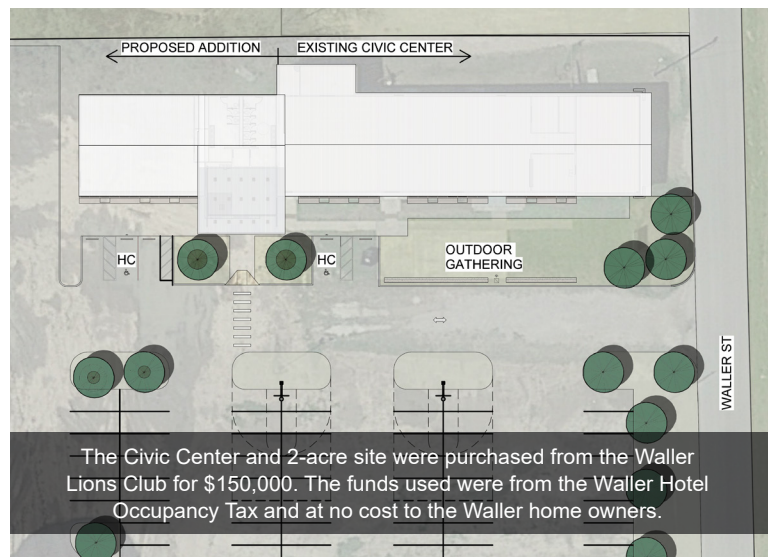 PROPOSED ADDITION
EXISTING CIVIC CENTER
HC
HC
OUTDOOR
GATHERING
WALLER ST
The Civic Center and 2-acre site were purchased from the Waller
Lions Club for $150,000. The funds used were from the Waller Hotel
Occupancy Tax and at no cost to the Waller home owners.